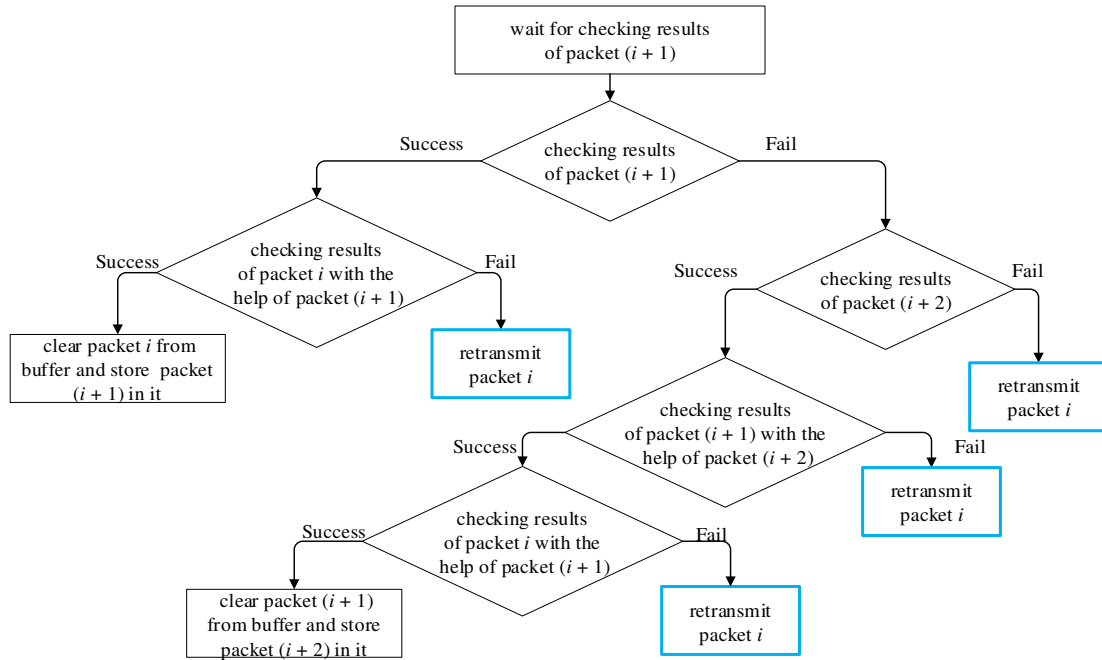 wait for checking results
of packet (i + 1)
Success
checking results
of packet (i + 1)
Fail
Success
checking results
of packet i with the
help of packet (i + 1)
Fail
Success
checking results
of packet (i + 2)
Fail
clear packet i from
buffer and store packet
(i + 1) in it
retransmit
packet i
retransmit
packet i
Success
checking results
of packet (i + 1) with the
help of packet (i + 2)
Fail
retransmit
packet i
Success
checking results
of packet i with the
help of packet (i + 1)
Fail
clear packet (i + 1)
from buffer and store
packet (i + 2) in it
retransmit
packet i